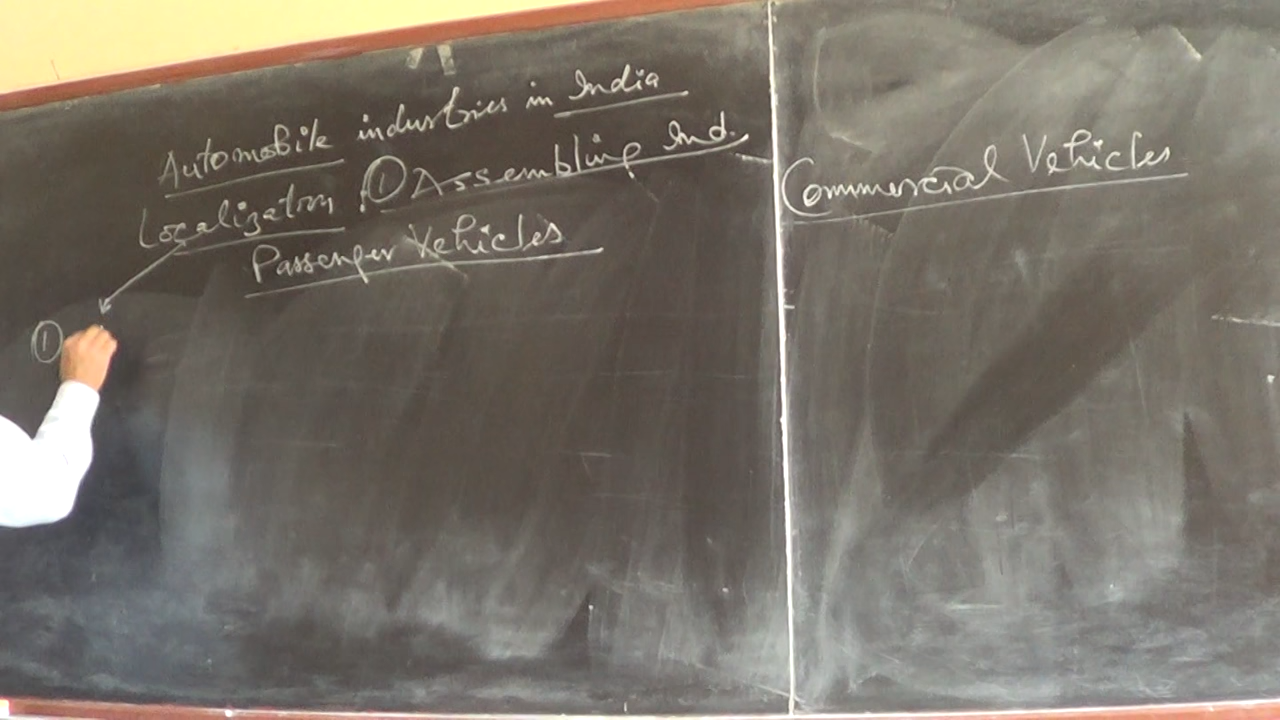 Automobile industries in India
Localization : ① Assembling Ind.
Passenger Vehicles
①
Commercial Vehicles